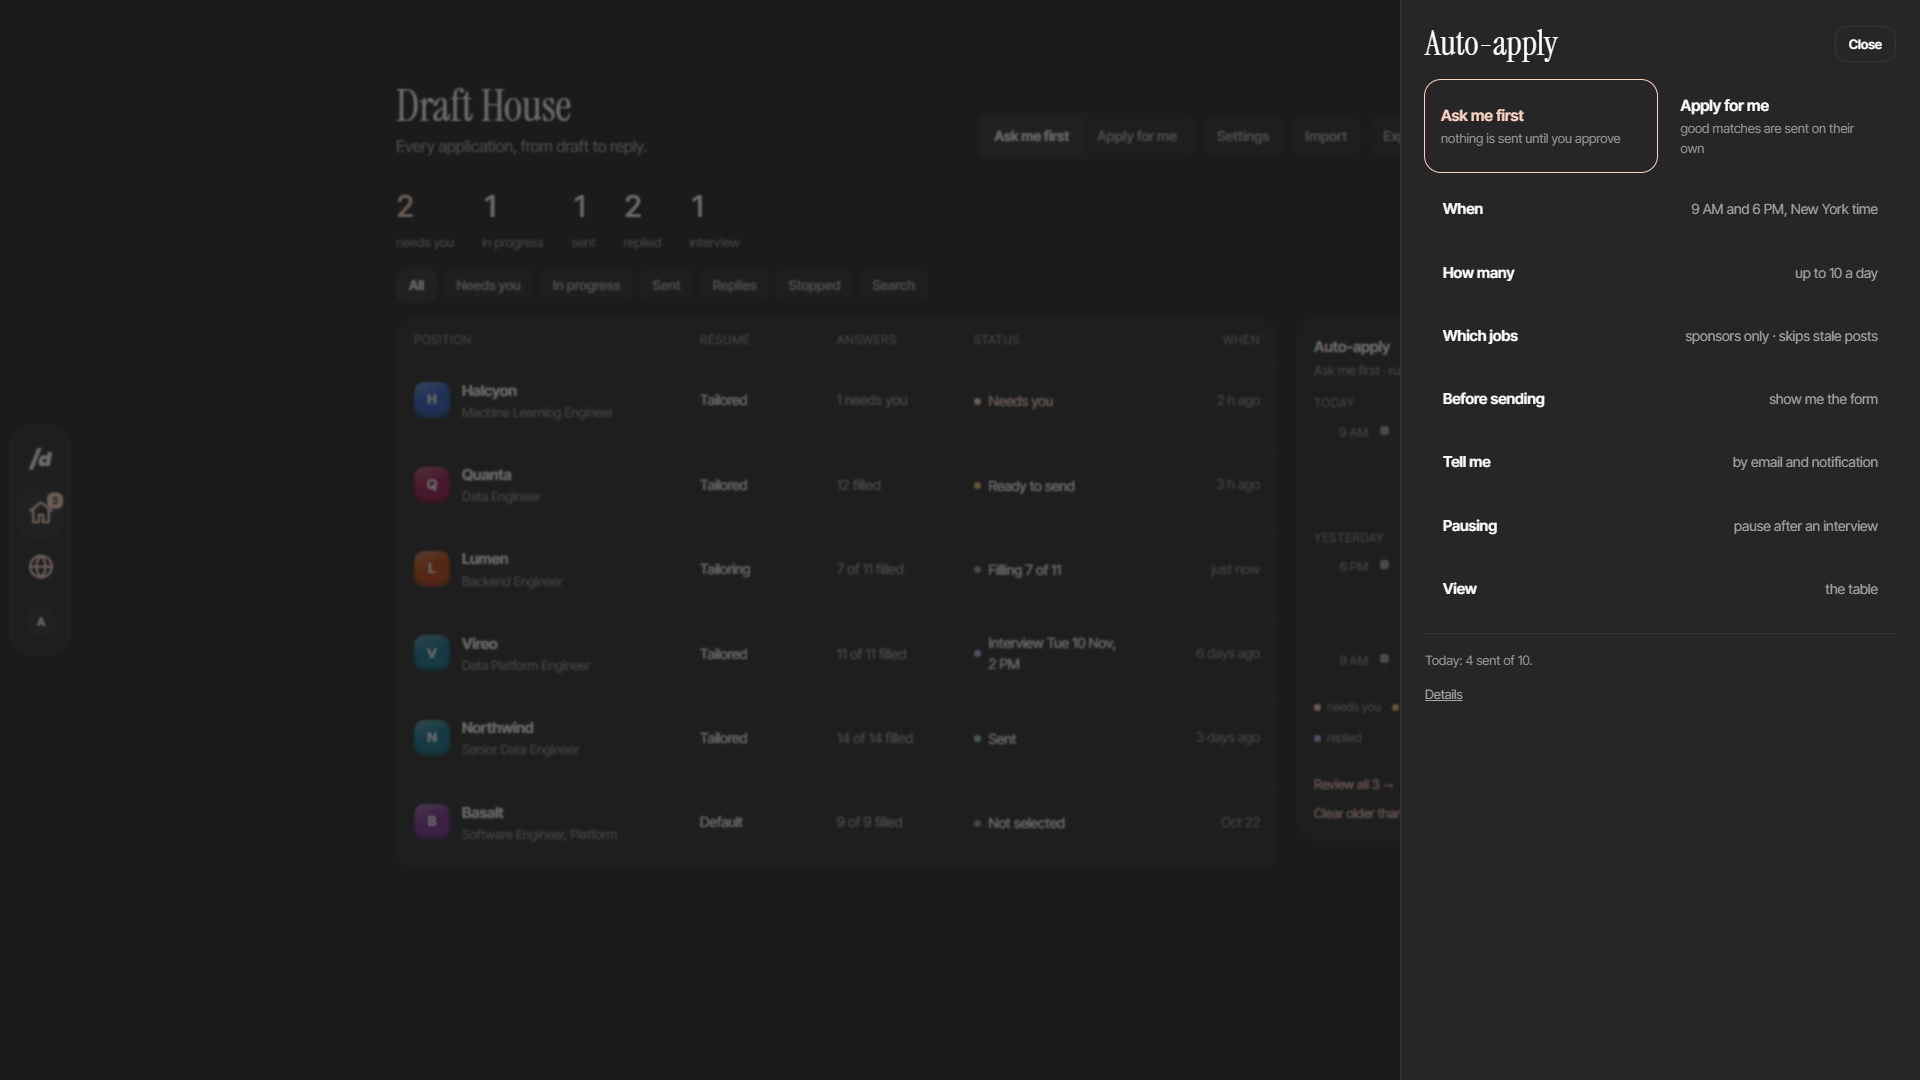 Draft House
Every application, from draft to reply.
Ask me first
Apply for me
Settings
Import
2
needs you
1
in progress
1
sent
2
replied
1
interview
All
Needs you
In progress
Sent
Replies
Stopped
Search
POSITION
RÉSUMÉ
ANSWERS
STATUS
WHEN
H
Halcyon
Machine Learning Engineer
Tailored
1 needs you
Needs you
2 h ago
Q
Quanta
Data Engineer
Tailored
12 filled
Ready to send
3 h ago
L
Lumen
Backend Engineer
Tailoring
7 of 11 filled
Filling 7 of 11
just now
V
Vireo
Data Platform Engineer
Tailored
11 of 11 filled
Interview Tue 10 Nov,
2 PM
6 days ago
N
Northwind
Senior Data Engineer
Tailored
14 of 14 filled
Sent
3 days ago
B
Basalt
Software Engineer, Platform
Default
9 of 9 filled
Not selected
Oct 22
/d
3
A
Auto-apply
Ask me first ·
TODAY
9 AM
YESTERDAY
6 PM
9 AM
needs you
replied
Review all 3 →
Clear older than
Auto-apply
Close
Ask me first
nothing is sent until you approve
Apply for me
good matches are sent on their
own
When
9 AM and 6 PM, New York time
How many
up to 10 a day
Which jobs
sponsors only · skips stale posts
Before sending
show me the form
Tell me
by email and notification
Pausing
pause after an interview
View
the table
Today: 4 sent of 10.
Details